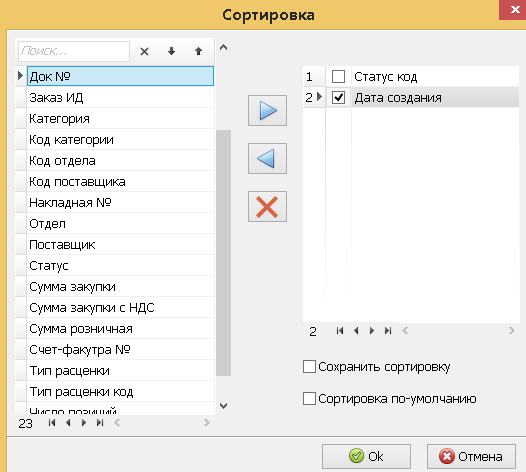 Сортировка
Поиск...
Док №
Заказ ИД
Категория
Код категории
Код отдела
Код поставщика
Накладная №
Отдел
Поставщик
Статус
Сумма закупки
Сумма закупки с НДС
Сумма розничная
Счет-факутра №
Тип расценки
Тип расценки код
Число позиций
23
1 Статус код
2 Дата создания
2
Сохранить сортировку
Сортировка по-умолчанию
Ok
Отмена